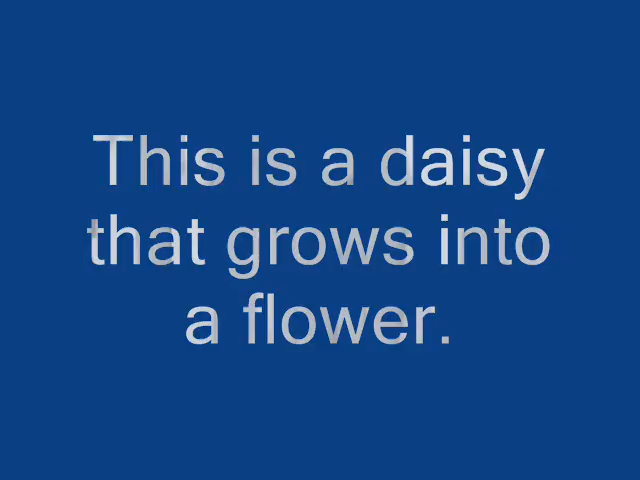 This is a daisy
that grows into
a flower.